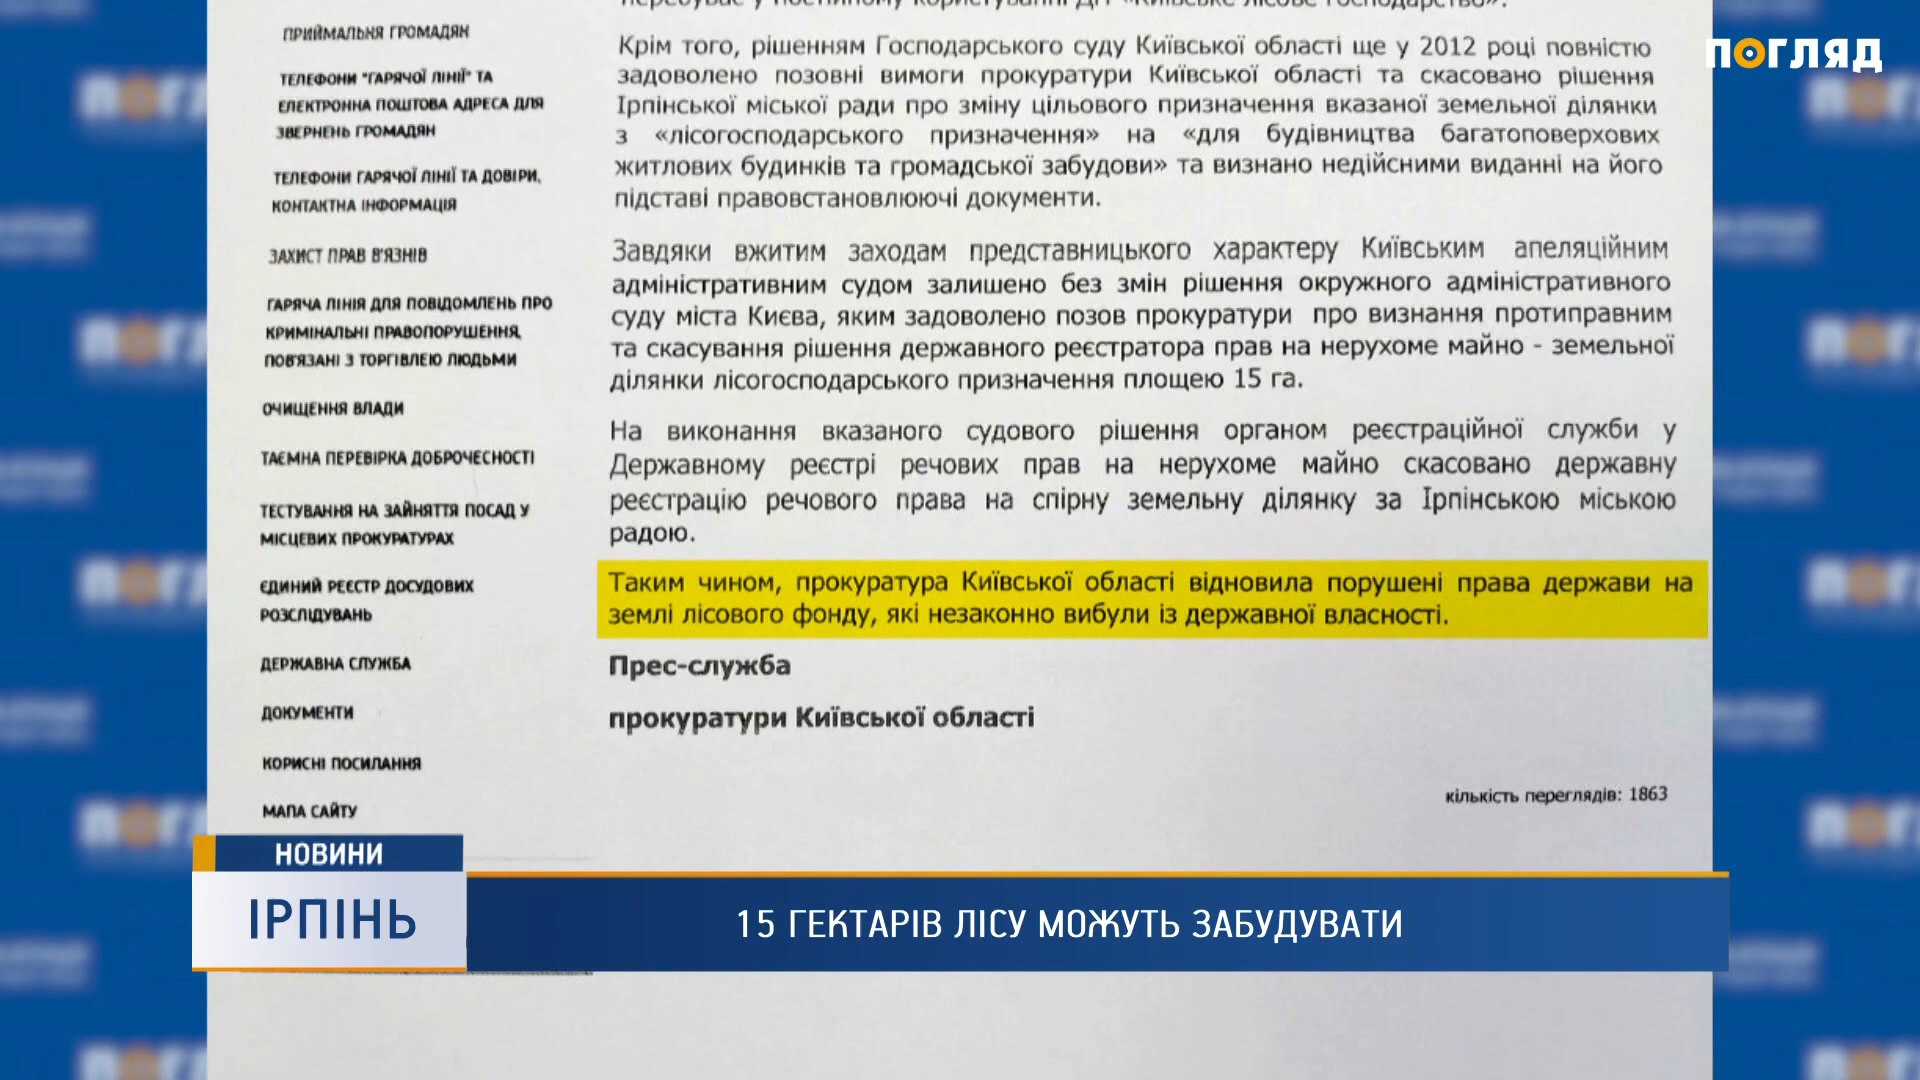 перебуває у постійному користуванні ДП «Київське лісове господарство».
Крім того, рішенням Господарського суду Київської області ще у 2012 році повністю
задоволено позовні вимоги прокуратури Київської області та скасовано рішення
Ірпінської міської ради про зміну цільового призначення вказаної земельної ділянки
з «лісогосподарського призначення» на «для будівництва багатоповерхових
житлових будинків та громадської забудови» та визнано недійсними виданні на його
підставі правовстановлюючі документи.
Завдяки вжитим заходам представницького характеру Київським апеляційним
адміністративним судом залишено без змін рішення окружного адміністративного
суду міста Києва, яким задоволено позов прокуратури про визнання протиправним
та скасування рішення державного реєстратора прав на нерухоме майно - земельної
ділянки лісогосподарського призначення площею 15 га.
На виконання вказаного судового рішення органом реєстраційної служби у
Державному реєстрі речових прав на нерухоме майно скасовано державну
реєстрацію речового права на спірну земельну ділянку за Ірпінською міською
радою.
Таким чином, прокуратура Київської області відновила порушені права держави на
землі лісового фонду, які незаконно вибули із державної власності.
Прес-служба
прокуратури Київської області
кількість переглядів: 1863
ПРИЙМАЛЬНЯ ГРОМАДЯН
ТЕЛЕФОНИ "ГАРЯЧОЇ ЛІНІЇ" ТА
ЕЛЕКТРОННА ПОШТОВА АДРЕСА ДЛЯ
ЗВЕРНЕНЬ ГРОМАДЯН
ТЕЛЕФОНИ ГАРЯЧОЇ ЛІНІЇ ТА ДОВІРИ,
КОНТАКТНА ІНФОРМАЦІЯ
ЗАХИСТ ПРАВ В'ЯЗНІВ
ГАРЯЧА ЛІНІЯ ДЛЯ ПОВІДОМЛЕНЬ ПРО
КРИМІНАЛЬНІ ПРАВОПОРУШЕННЯ,
ПОВ'ЯЗАНІ З ТОРГІВЛЕЮ ЛЮДЬМИ
ОЧИЩЕННЯ ВЛАДИ
ТАЄМНА ПЕРЕВІРКА ДОБРОЧЕСНОСТІ
ТЕСТУВАННЯ НА ЗАЙНЯТТЯ ПОСАД У
МІСЦЕВИХ ПРОКУРАТУРАХ
ЄДИНИЙ РЕЄСТР ДОСУДОВИХ
РОЗСЛІДУВАНЬ
ДЕРЖАВНА СЛУЖБА
ДОКУМЕНТИ
КОРИСНІ ПОСИЛАННЯ
МАПА САЙТУ
ПОГЛЯД
НОВИНИ
ІРПІНЬ
15 ГЕКТАРІВ ЛІСУ МОЖУТЬ ЗАБУДУВАТИ